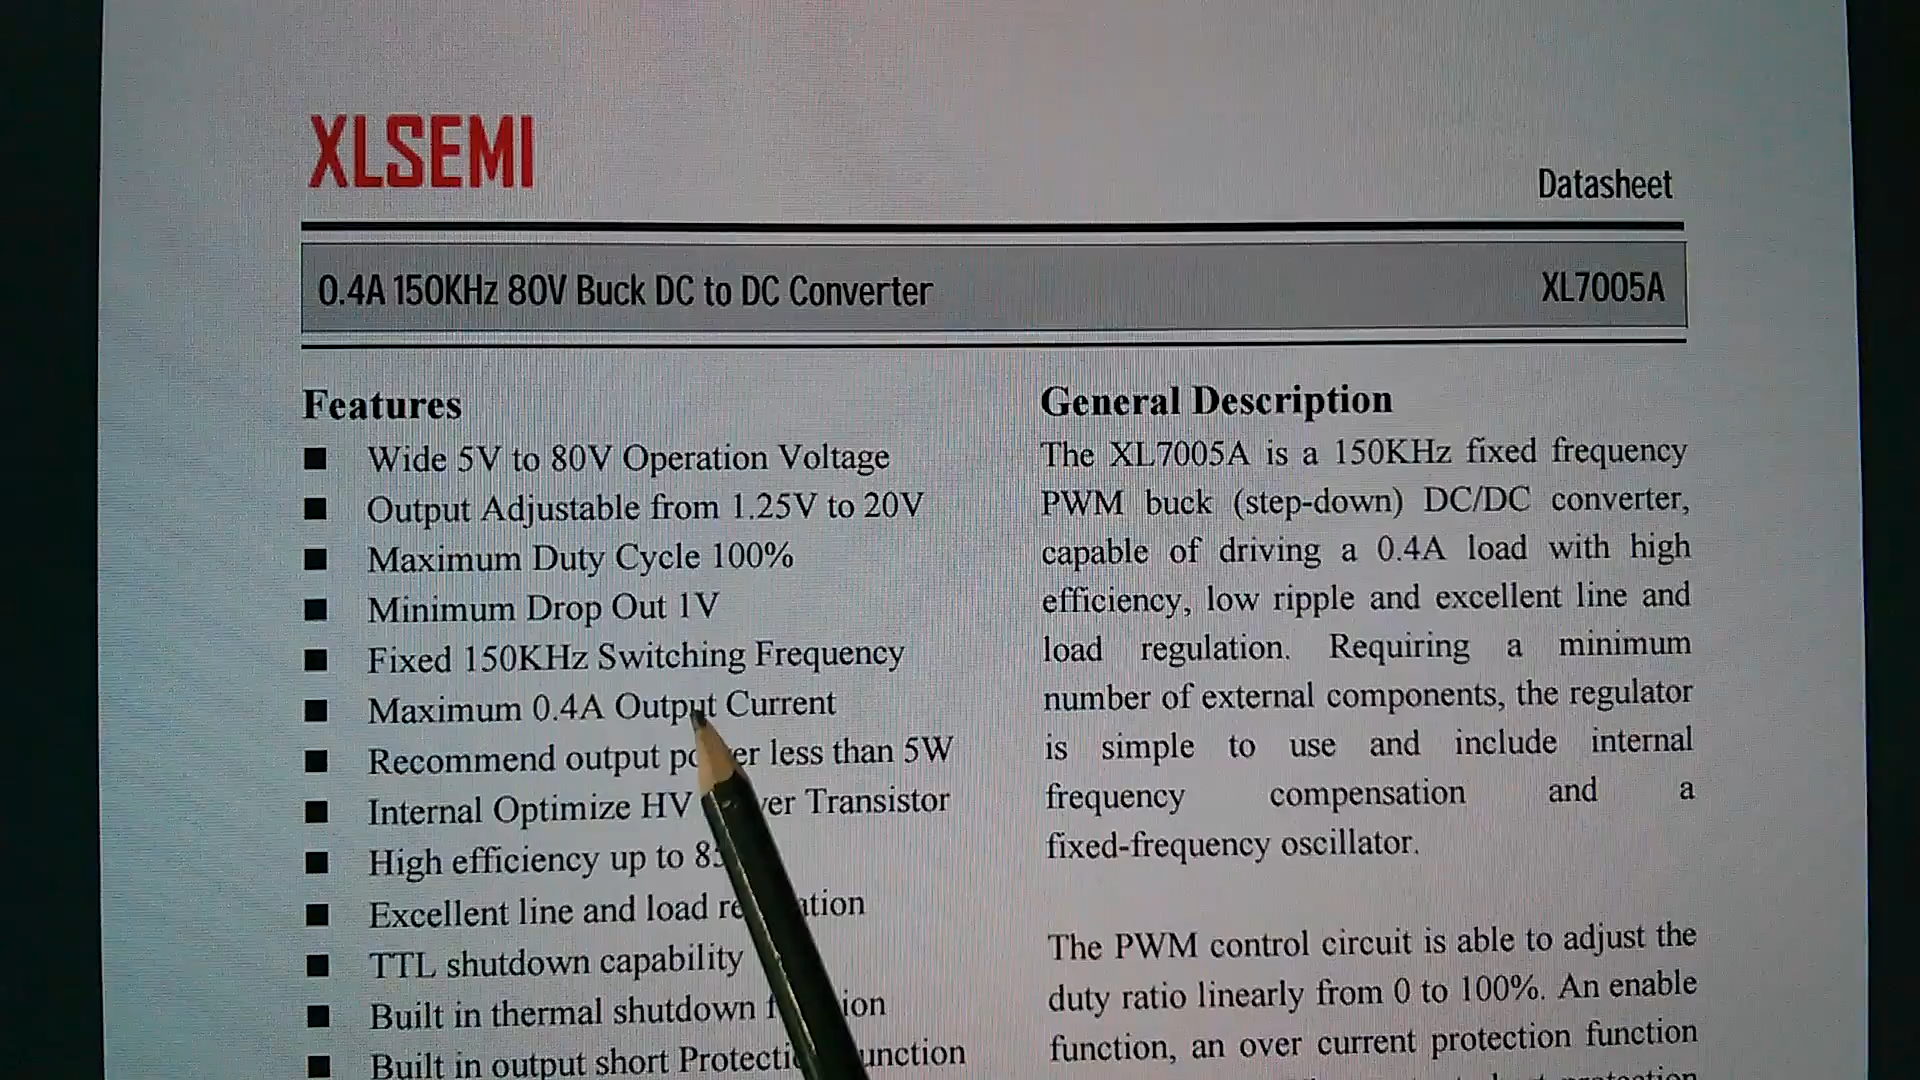 XLSEMI
Datasheet
0.4A 150KHz 80V Buck DC to DC Converter XL7005A
Features
■ Wide 5V to 80V Operation Voltage
■ Output Adjustable from 1.25V to 20V
■ Maximum Duty Cycle 100%
■ Minimum Drop Out 1V
■ Fixed 150KHz Switching Frequency
■ Maximum 0.4A Output Current
■ Recommend output less than 5W
■ Internal Optimize HV Transistor
■ High efficiency up to
■ Excellent line and load
■ TTL shutdown capability
■ Built in thermal shutdown
■ Built in output short
General Description
The XL7005A is a 150KHz fixed frequency
PWM buck (step-down) DC/DC converter,
capable of driving a 0.4A load with high
efficiency, low ripple and excellent line and
load regulation. Requiring a minimum
number of external components, the regulator
is simple to use and include internal
frequency compensation and a
fixed-frequency oscillator.
The PWM control circuit is able to adjust the
duty ratio linearly from 0 to 100%. An enable
function, an over current protection function